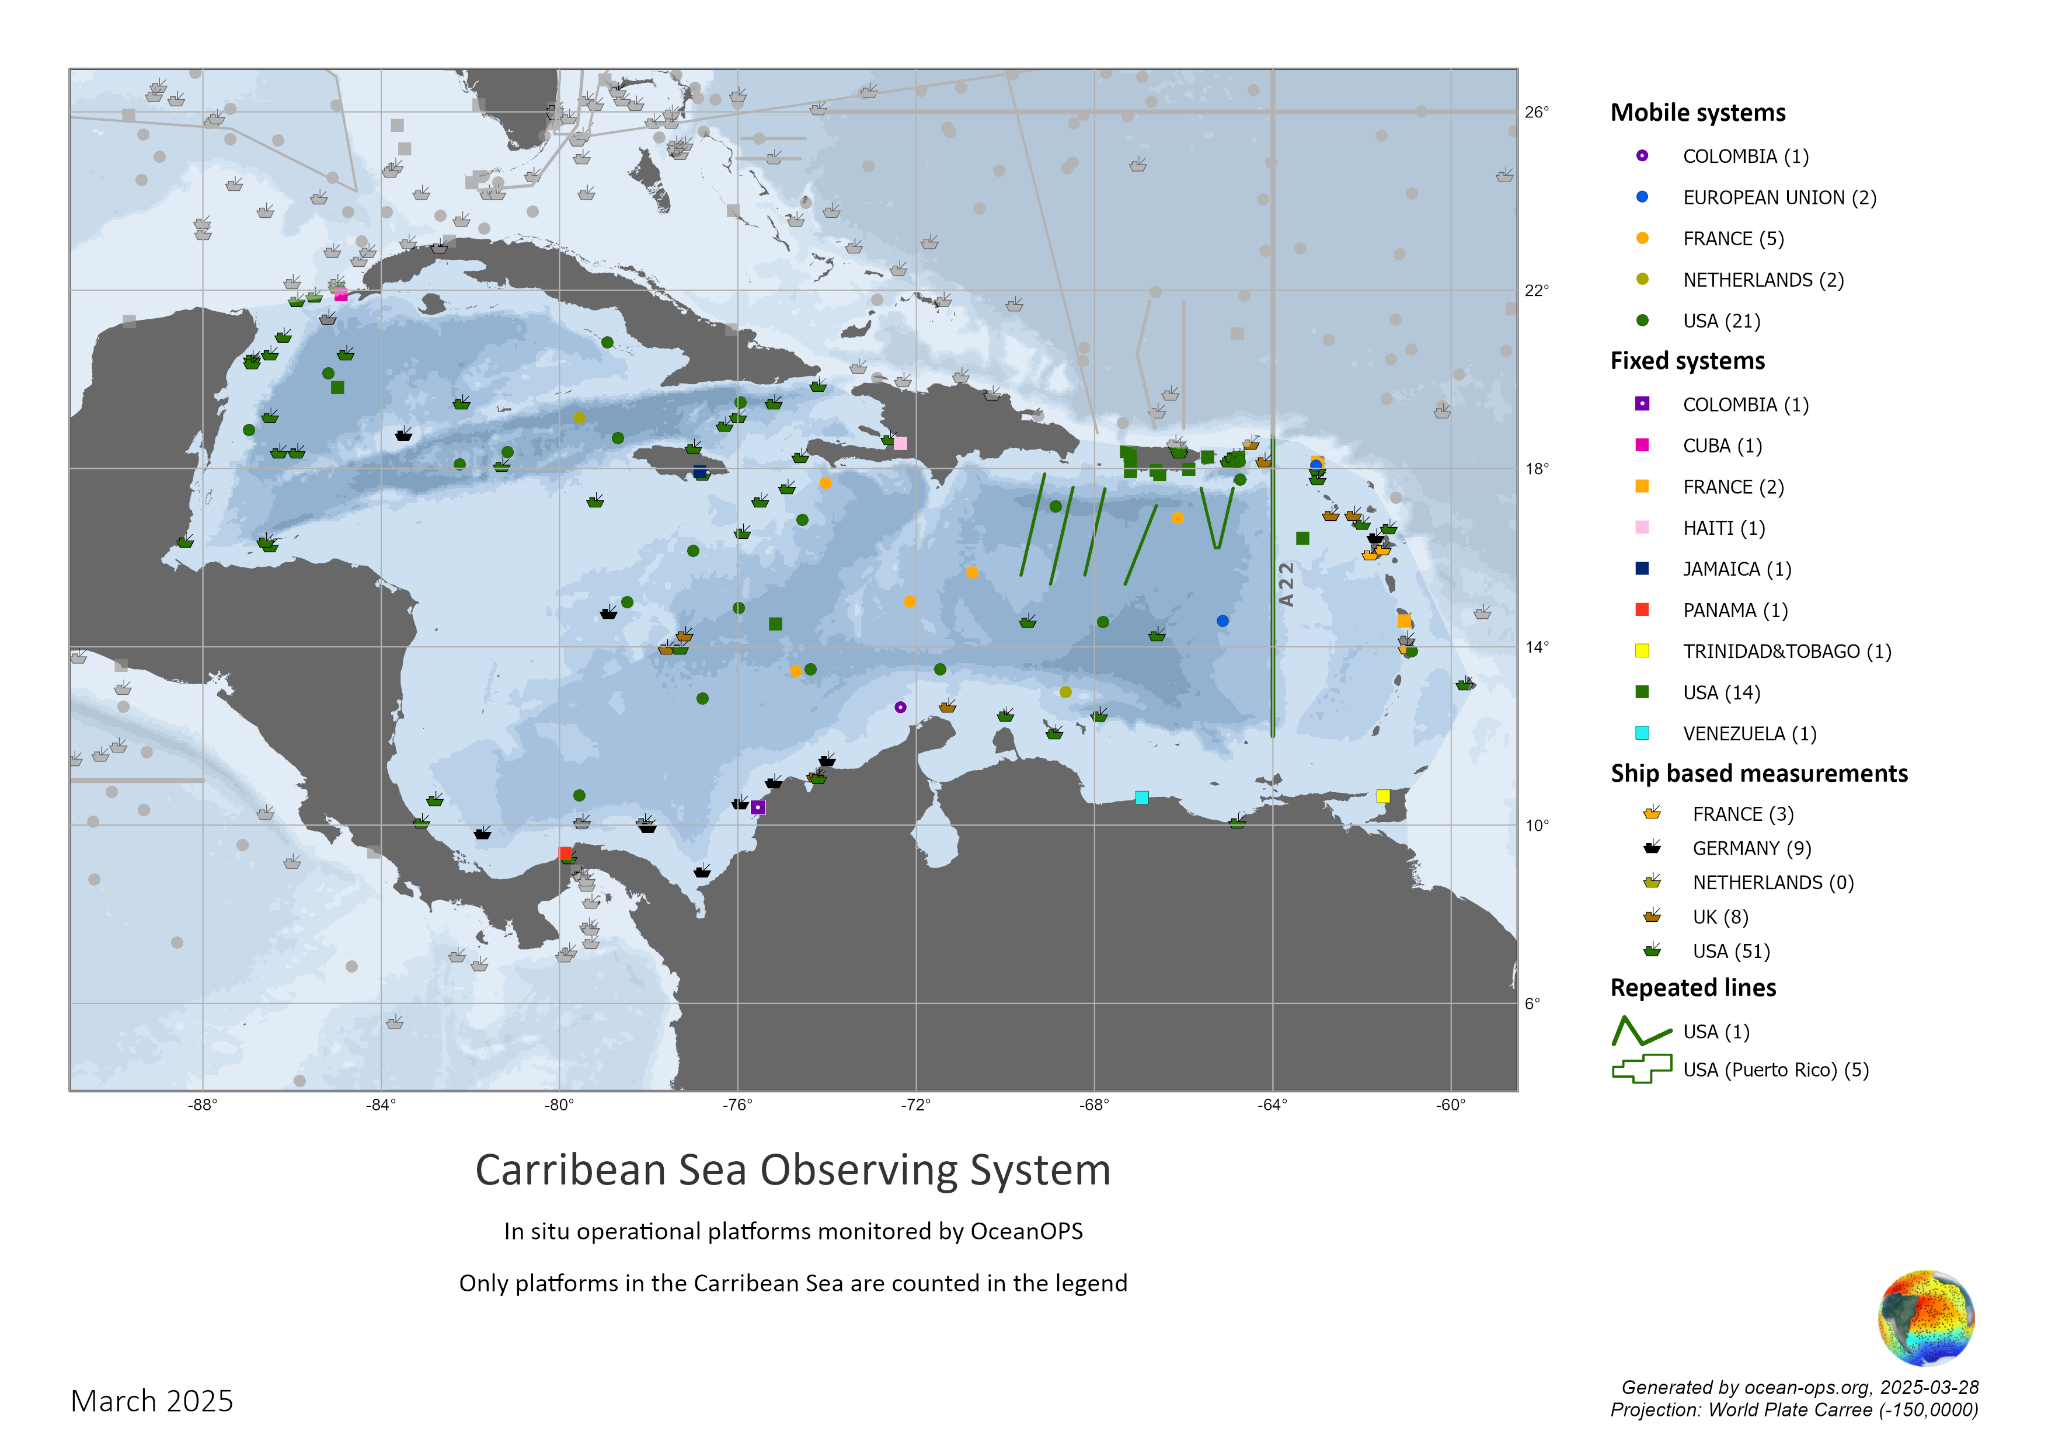 26°
22°
18°
14°
10°
6°
-88°
-84°
-80°
-76°
-72°
-68°
-64°
-60°
A22
Mobile systems
COLOMBIA (1)
EUROPEAN UNION (2)
FRANCE (5)
NETHERLANDS (2)
USA (21)
Fixed systems
COLOMBIA (1)
CUBA (1)
FRANCE (2)
HAITI (1)
JAMAICA (1)
PANAMA (1)
TRINIDAD&TOBAGO (1)
USA (14)
VENEZUELA (1)
Ship based measurements
FRANCE (3)
GERMANY (9)
NETHERLANDS (0)
UK (8)
USA (51)
Repeated lines
USA (1)
USA (Puerto Rico) (5)
Carribean Sea Observing System
In situ operational platforms monitored by OceanOPS
Only platforms in the Carribean Sea are counted in the legend
March 2025
Generated by ocean-ops.org, 2025-03-28
Projection: World Plate Carree (-150,0000)